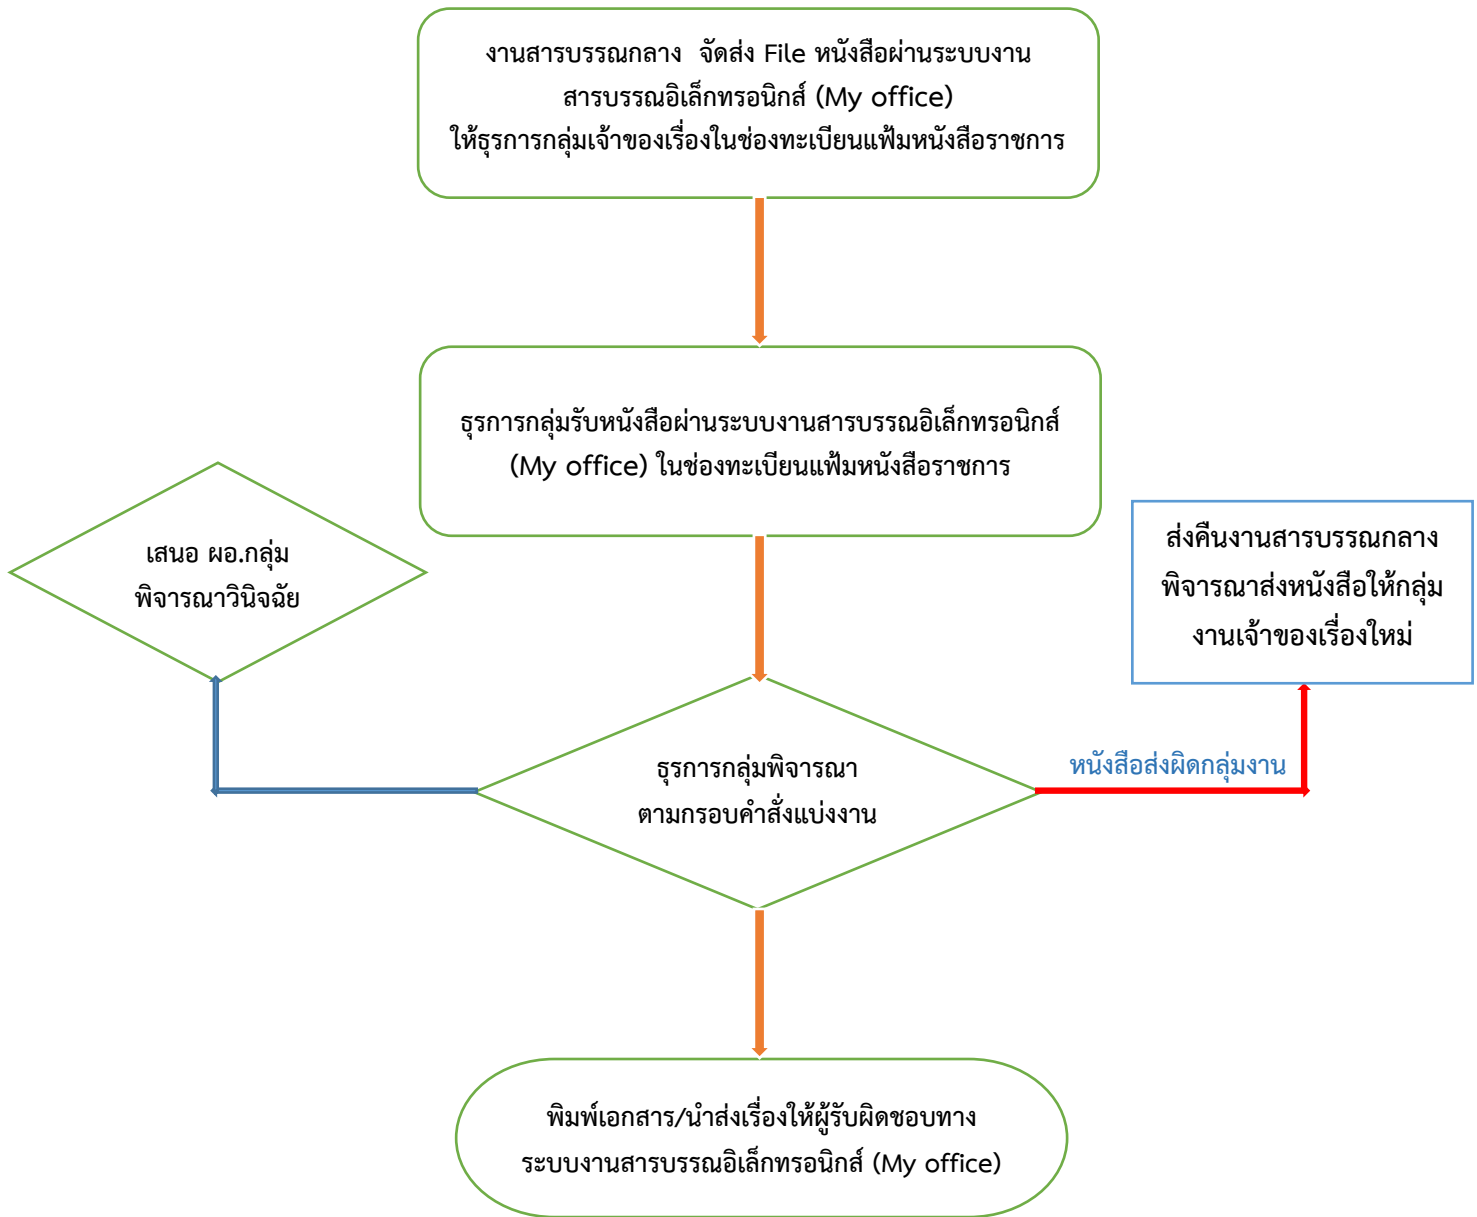 งานสารบรรณกลาง จัดส่ง File หนังสือผ่านระบบงาน
สารบรรณอิเล็กทรอนิกส์ (My office)
ให้ธุรการกลุ่มเจ้าของเรื่องในช่องทะเบียนแฟ้มหนังสือราชการ
ธุรการกลุ่มรับหนังสือผ่านระบบงานสารบรรณอิเล็กทรอนิกส์
(My office) ในช่องทะเบียนแฟ้มหนังสือราชการ
เสนอ ผอ.กลุ่ม
พิจารณาวินิจฉัย
ส่งคืนงานสารบรรณกลาง
พิจารณาส่งหนังสือให้กลุ่ม
งานเจ้าของเรื่องใหม่
หนังสือส่งผิดกลุ่มงาน
ธุรการกลุ่มพิจารณา
ตามกรอบคำสั่งแบ่งงาน
พิมพ์เอกสาร/นำส่งเรื่องให้ผู้รับผิดชอบทาง
ระบบงานสารบรรณอิเล็กทรอนิกส์ (My office)